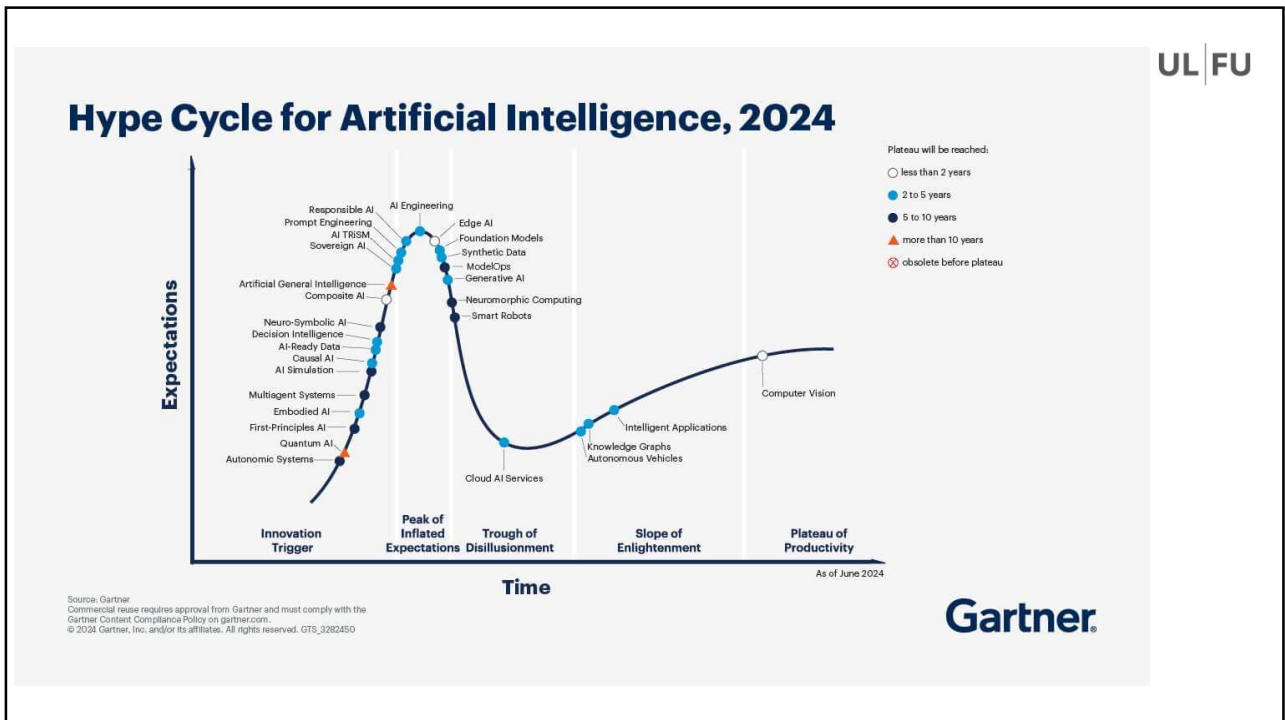 UL FU
Hype Cycle for Artificial Intelligence, 2024
Plateau will be reached:
less than 2 years
2 to 5 years
5 to 10 years
more than 10 years
obsolete before plateau
Expectations
AI Engineering
Responsible AI
Prompt Engineering
AI TRiSM
Sovereign AI
Artificial General Intelligence
Composite AI
Neuro-Symbolic AI
Decision Intelligence
AI-Ready Data
Causal AI
AI Simulation
Multiagent Systems
Embodied AI
First-Principles AI
Quantum AI
Autonomic Systems
Edge AI
Foundation Models
Synthetic Data
ModelOps
Generative AI
Neuromorphic Computing
Smart Robots
Cloud AI Services
Intelligent Applications
Knowledge Graphs
Autonomous Vehicles
Computer Vision
Innovation
Trigger
Peak of
Inflated
Expectations
Trough of
Disillusionment
Slope of
Enlightenment
Plateau of
Productivity
As of June 2024
Time
Source: Gartner
Commercial reuse requires approval from Gartner and must comply with the
Gartner Content Compliance Policy on gartner.com.
© 2024 Gartner, Inc. and/or its affiliates. All rights reserved. GTS_3282450
Gartner®